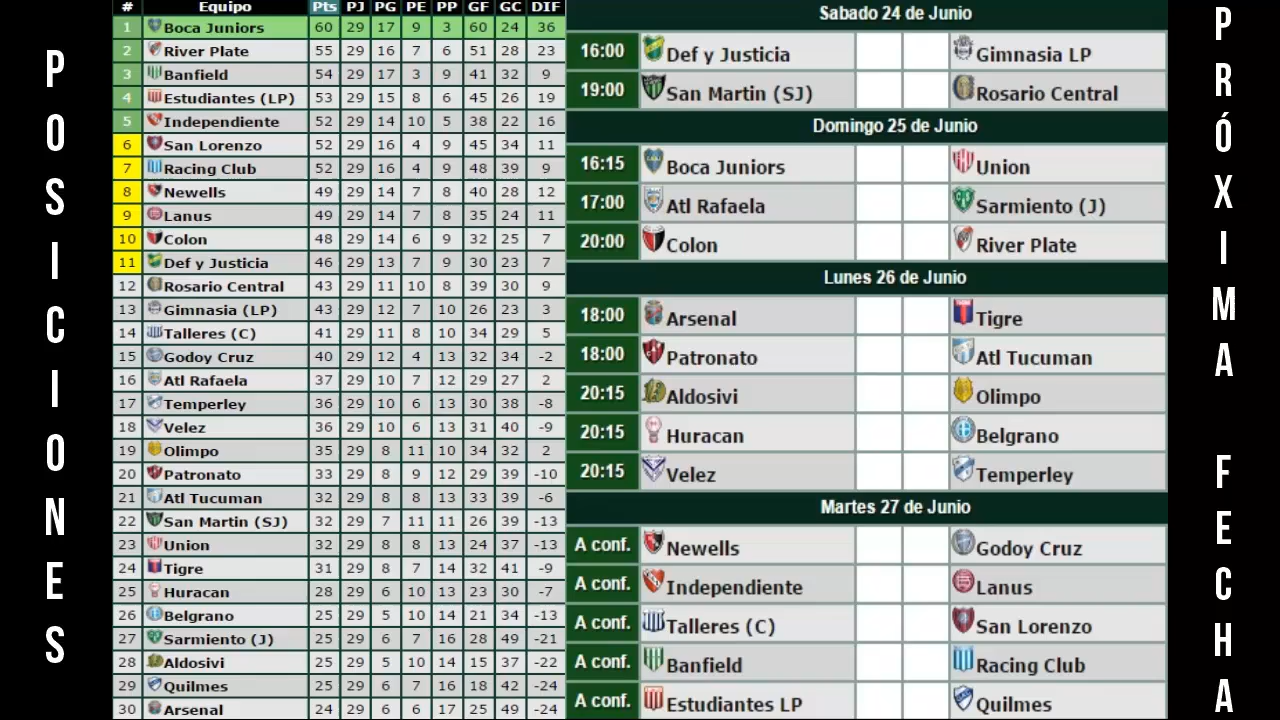 POSICIONES
# Equipo Pts PJ PG PE PP GF GC DIF
1 Boca Juniors 60 29 17 9 3 60 24 36
2 River Plate 55 29 16 7 6 51 28 23
3 Banfield 54 29 17 3 9 41 32 9
4 Estudiantes (LP) 53 29 15 8 6 45 26 19
5 Independiente 52 29 14 10 5 38 22 16
6 San Lorenzo 52 29 16 4 9 45 34 11
7 Racing Club 52 29 16 4 9 48 39 9
8 Newells 49 29 14 7 8 40 28 12
9 Lanus 49 29 14 7 8 35 24 11
10 Colon 48 29 14 6 9 32 25 7
11 Def y Justicia 46 29 13 7 9 30 23 7
12 Rosario Central 43 29 11 10 8 39 30 9
13 Gimnasia (LP) 43 29 12 7 10 26 23 3
14 Talleres (C) 41 29 11 8 10 34 29 5
15 Godoy Cruz 40 29 12 4 13 32 34 -2
16 Atl Rafaela 37 29 10 7 12 29 27 2
17 Temperley 36 29 10 6 13 30 38 -8
18 Velez 36 29 10 6 13 31 40 -9
19 Olimpo 35 29 8 11 10 34 32 2
20 Patronato 33 29 8 9 12 29 39 -10
21 Atl Tucuman 32 29 8 8 13 33 39 -6
22 San Martin (SJ) 32 29 7 11 11 26 39 -13
23 Union 32 29 8 8 13 24 37 -13
24 Tigre 31 29 8 7 14 32 41 -9
25 Huracan 28 29 6 10 13 23 30 -7
26 Belgrano 25 29 5 10 14 21 34 -13
27 Sarmiento (J) 25 29 6 7 16 28 49 -21
28 Aldosivi 25 29 5 10 14 15 37 -22
29 Quilmes 25 29 6 7 16 18 42 -24
30 Arsenal 24 29 6 6 17 25 49 -24
Sabado 24 de Junio
16:00 Def y Justicia Gimnasia LP
19:00 San Martin (SJ) Rosario Central
Domingo 25 de Junio
16:15 Boca Juniors Union
17:00 Atl Rafaela Sarmiento (J)
20:00 Colon River Plate
Lunes 26 de Junio
18:00 Arsenal Tigre
18:00 Patronato Atl Tucuman
20:15 Aldosivi Olimpo
20:15 Huracan Belgrano
20:15 Velez Temperley
Martes 27 de Junio
A conf. Newells Godoy Cruz
A conf. Independiente Lanus
A conf. Talleres (C) San Lorenzo
A conf. Banfield Racing Club
A conf. Estudiantes LP Quilmes
PRÓXIMA FECHA